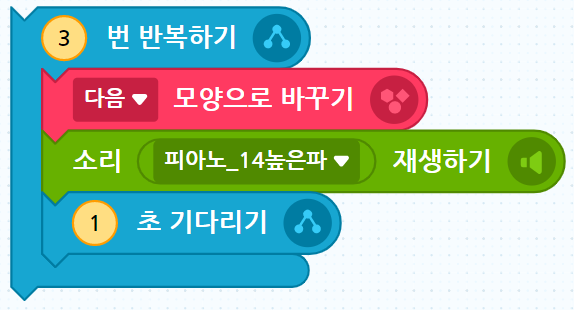 3 번 반복하기
다음 모양으로 바꾸기
소리 피아노_14높은파 재생하기
1 초 기다리기